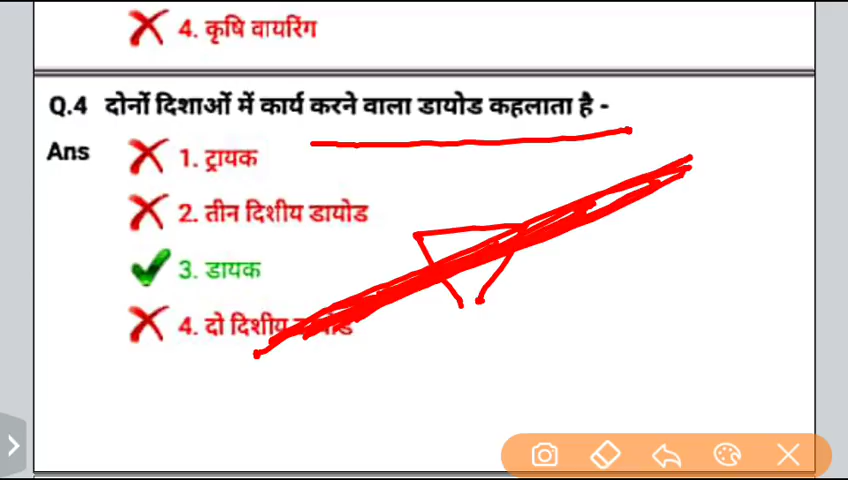 4. कृषि वायरिंग
Q.4 दोनों दिशाओं में कार्य करने वाला डायोड कहलाता है -
Ans 1. ट्रायक
2. तीन दिशीय डायोड
3. डायक
4. दो दिशीय